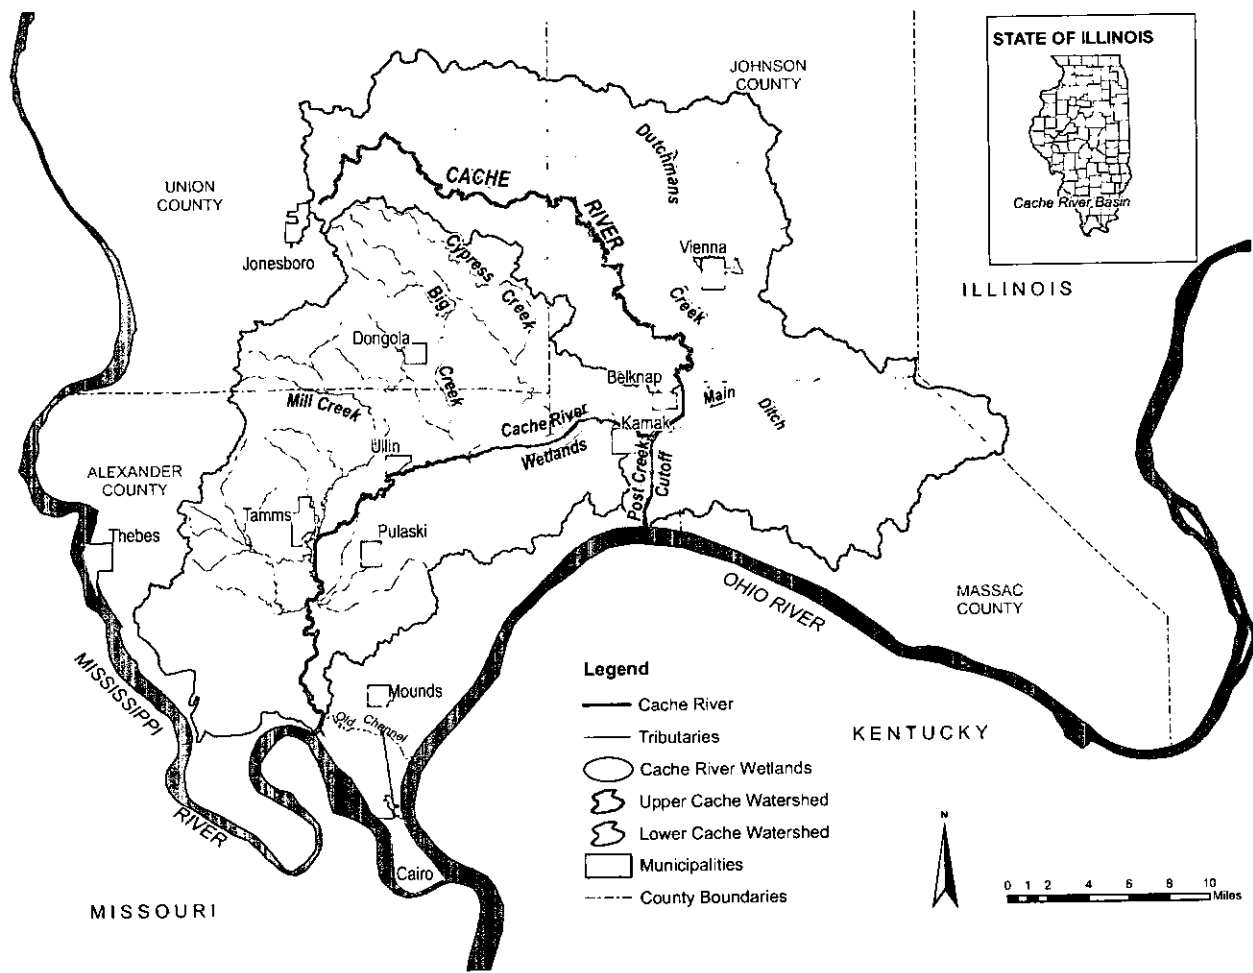 STATE OF ILLINOIS
Cache River Basin
JOHNSON
COUNTY
Dutchmans
CACHE
RIVER
UNION
COUNTY
Jonesboro
Cypress
Creek
Vienna
Creek
ILLINOIS
Big
Creek
Dongola
Belknap
Main
Ditch
Mill Creek
Cache River
Wetlands
Karnak
Ullin
Post Creek
Cutoff
ALEXANDER
COUNTY
Thebes
Tamms
Pulaski
OHIO RIVER
MASSAC
COUNTY
MISSISSIPPI
RIVER
Mounds
Old Channel
KENTUCKY
Cairo
MISSOURI
Legend
Cache River
Tributaries
Cache River Wetlands
Upper Cache Watershed
Lower Cache Watershed
Municipalities
County Boundaries
N
0 1 2 4 6 8 10
Miles